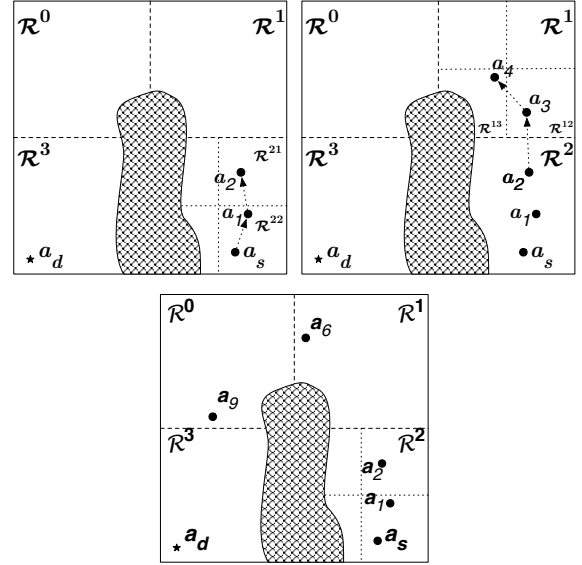 R⁰ R¹
R²¹
R³
a₂
a₁ R²²
a_d a_s
R⁰ R¹
a₄
a₃
R¹³ R¹²
R³ R²
a₂
a₁
a_d a_s
R⁰ R¹
a₆
a₉
R³ R²
a₂
a₁
a_d a_s